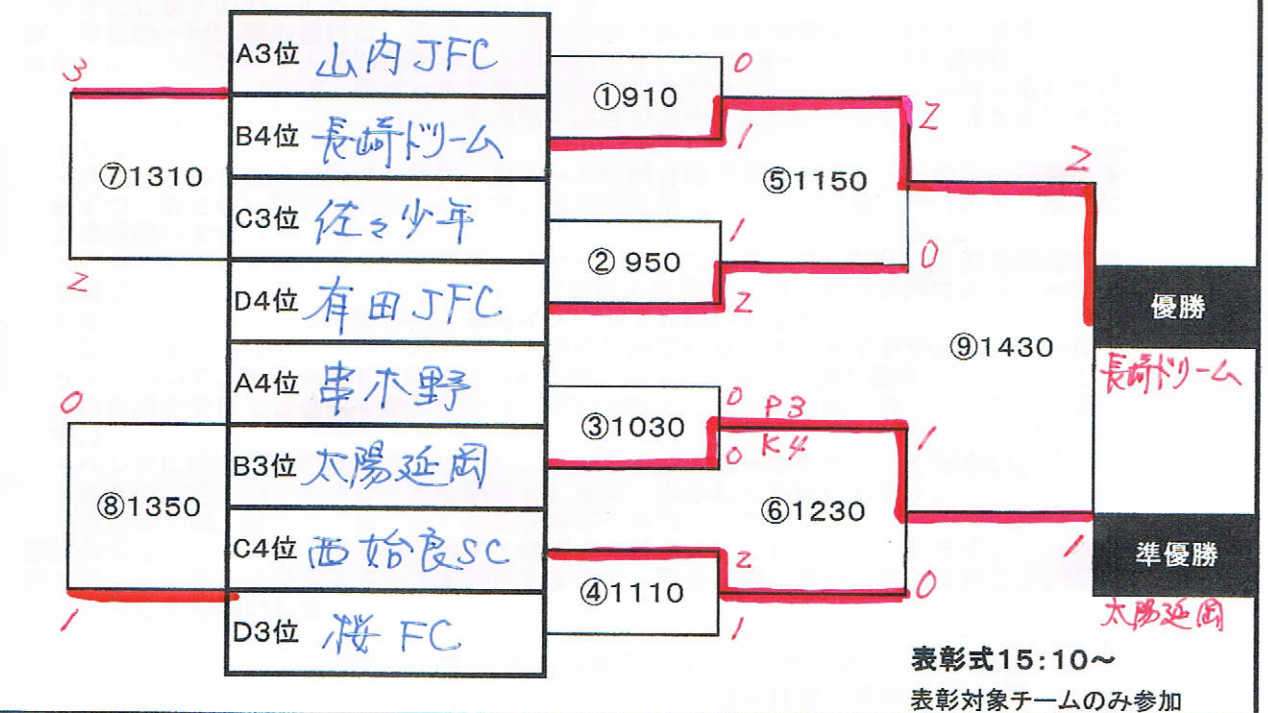 A3位 山内JFC
B4位 長崎ドリーム
C3位 佐々少年
D4位 有田JFC
A4位 串木野
B3位 太陽延岡
C4位 西姶良SC
D3位 桜FC
3
⑦1310
2
0
⑧1350
1
0
①910
1
1
②950
2
0 P3
③1030
0 K4
2
④1110
1
2
⑤1150
0
1
⑥1230
0
2
⑨1430
1
優勝
長崎ドリーム
準優勝
太陽延岡
表彰式15:10～
表彰対象チームのみ参加